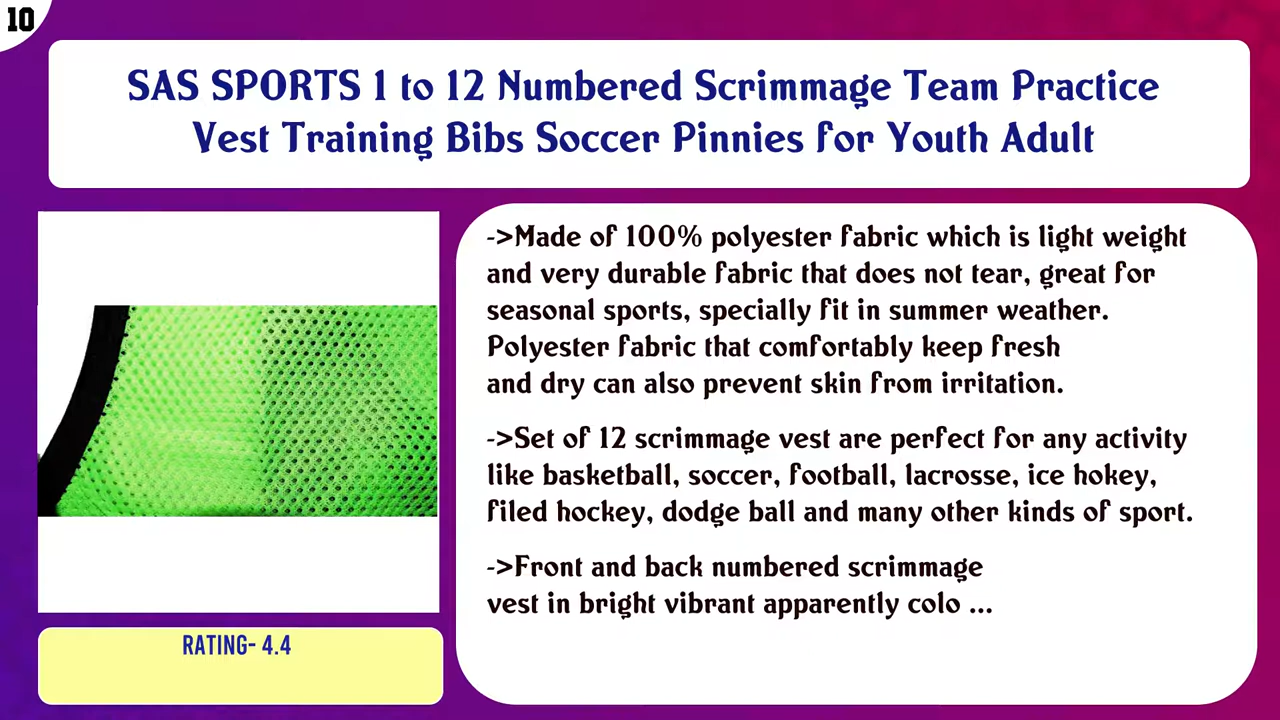 10
SAS SPORTS 1 to 12 Numbered Scrimmage Team Practice
Vest Training Bibs Soccer Pinnies for Youth Adult
->Made of 100% polyester fabric which is light weight
and very durable fabric that does not tear, great for
seasonal sports, specially fit in summer weather.
Polyester fabric that comfortably keep fresh
and dry can also prevent skin from irritation.
->Set of 12 scrimmage vest are perfect for any activity
like basketball, soccer, football, lacrosse, ice hokey,
filed hockey, dodge ball and many other kinds of sport.
->Front and back numbered scrimmage
vest in bright vibrant apparently colo ...
RATING- 4.4